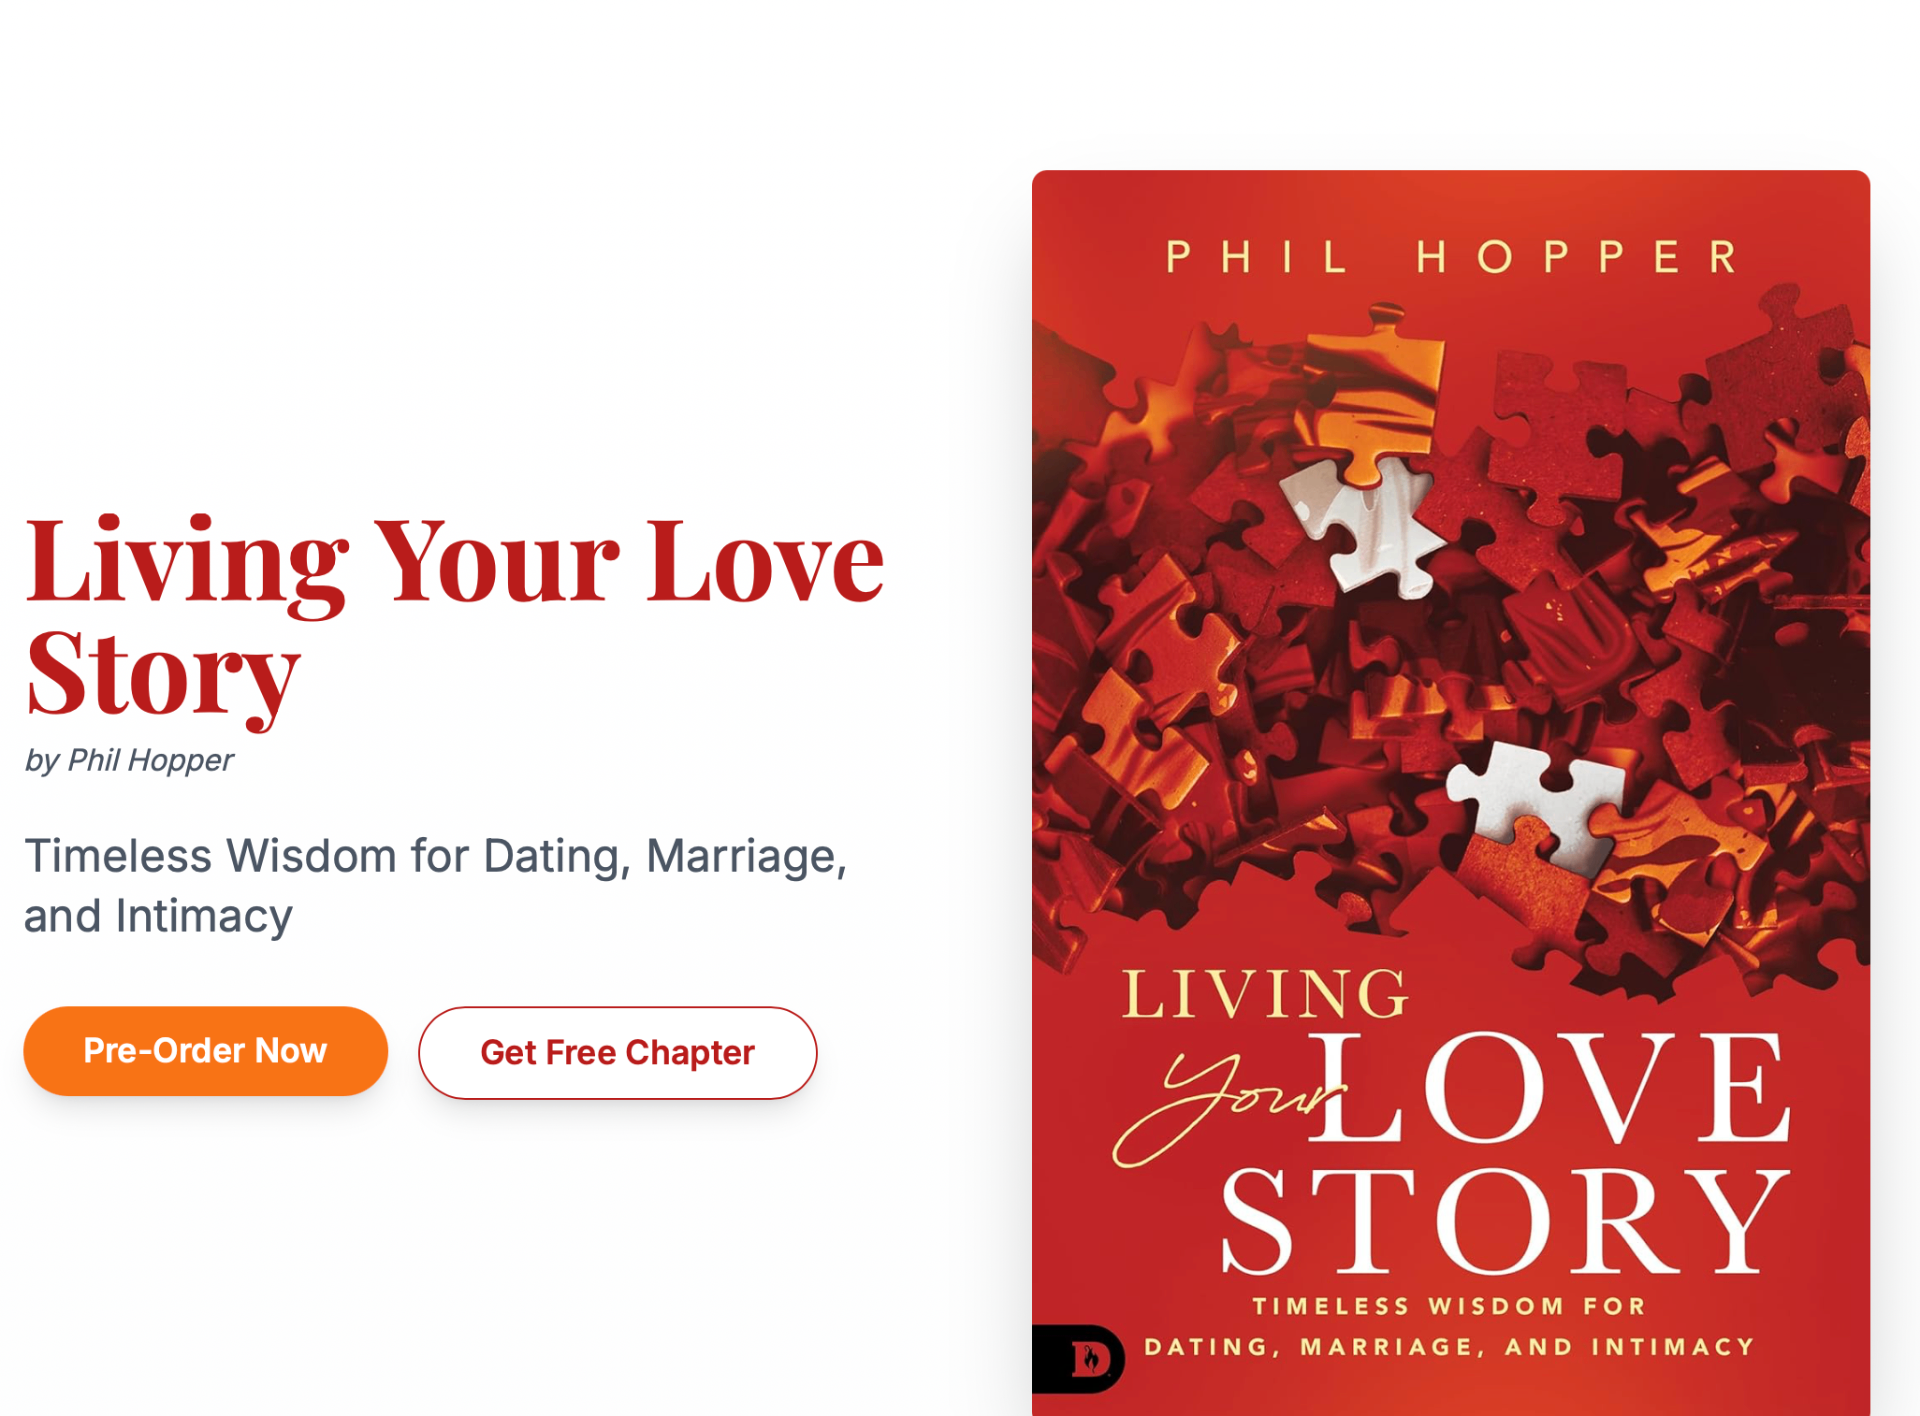 Living Your Love
Story
by Phil Hopper
Timeless Wisdom for Dating, Marriage,
and Intimacy
Pre-Order Now
Get Free Chapter
PHIL HOPPER
LIVING
Your LOVE
STORY
TIMELESS WISDOM FOR
DATING, MARRIAGE, AND INTIMACY
D